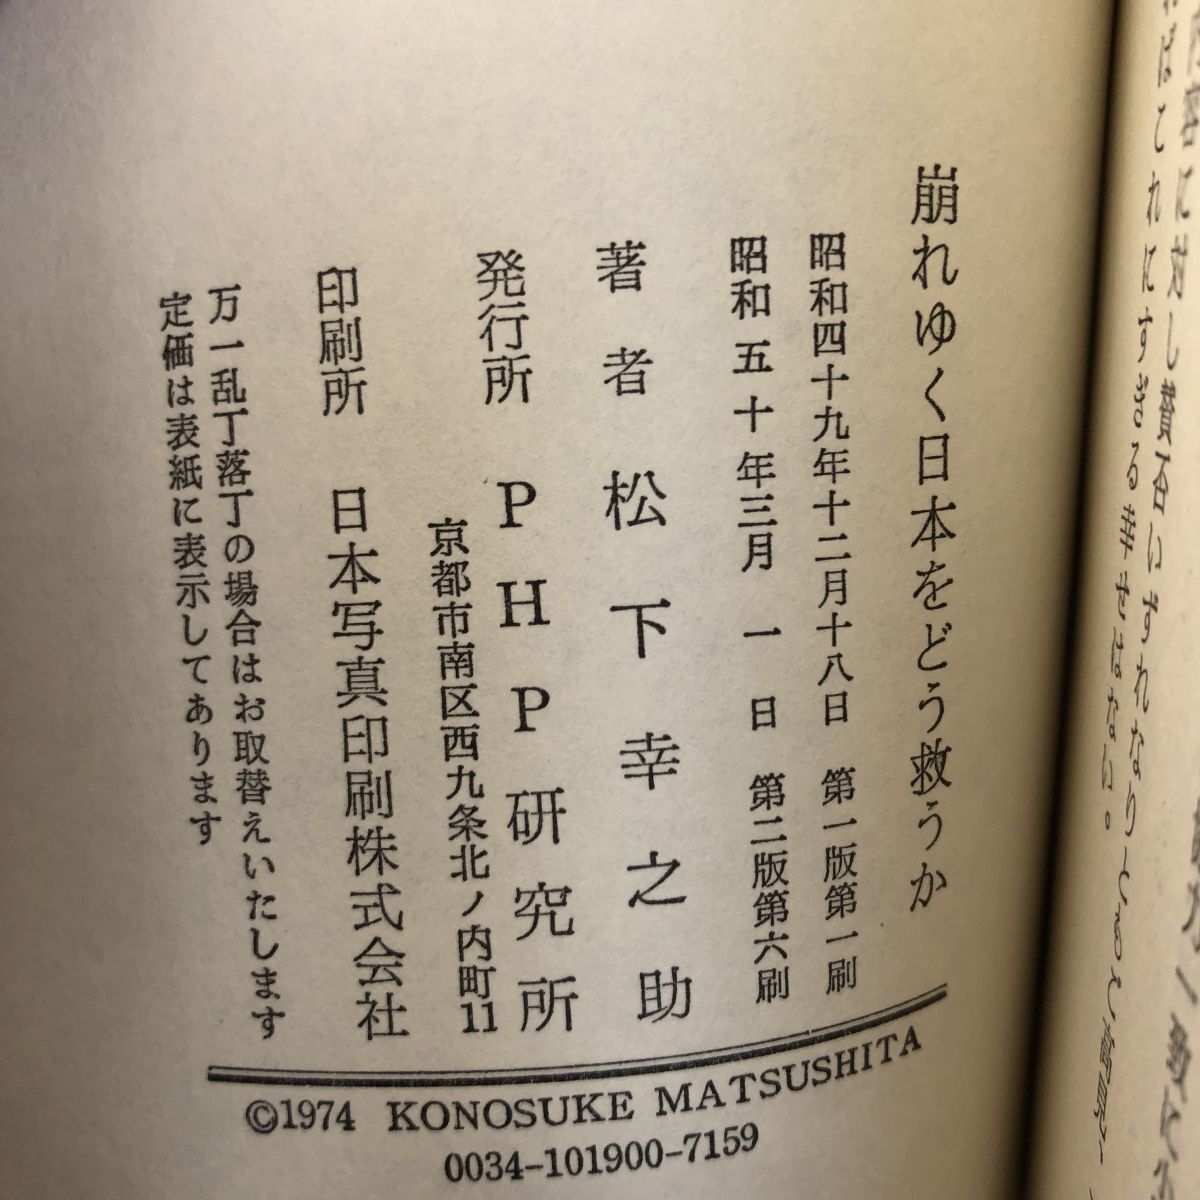 崩れゆく日本をどう救うか
昭和四十九年十二月十八日　第一版第一刷
昭和五十年三月一日　第二版第六刷
著者　松下幸之助
発行所　PHP研究所
京都市南区西九条北ノ内町11
印刷所　日本写真印刷株式会社
万一乱丁落丁の場合はお取替えいたします
定価は表紙に表示してあります
©1974 KONOSUKE MATSUSHITA
0034-101900-7159